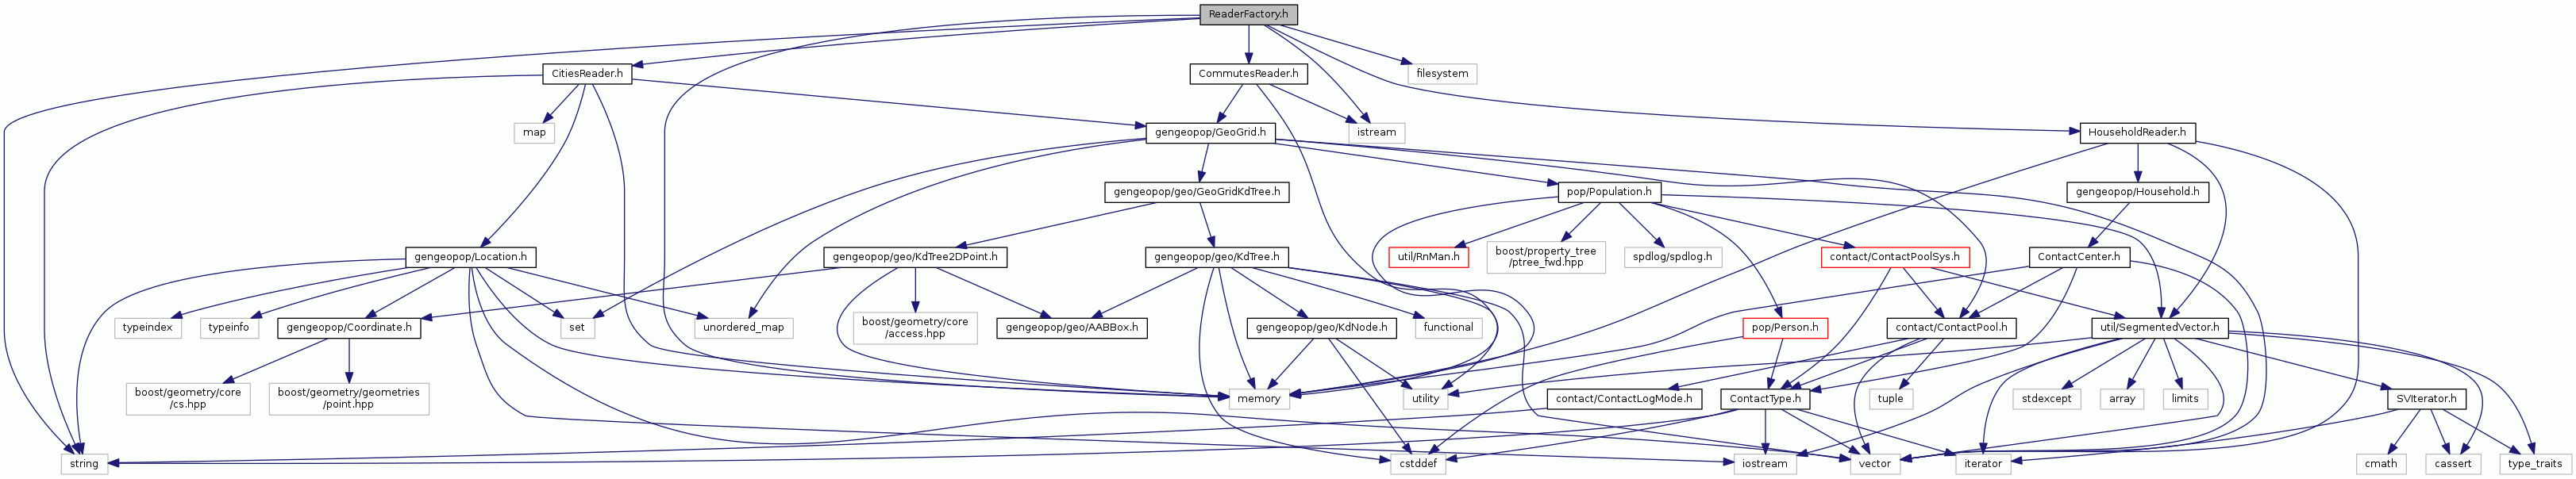 ReaderFactory.h
CitiesReader.h
CommutesReader.h
filesystem
map
gengeopop/GeoGrid.h
istream
HouseholdReader.h
gengeopop/geo/GeoGridKdTree.h
pop/Population.h
gengeopop/Household.h
gengeopop/Location.h
gengeopop/geo/KdTree2DPoint.h
gengeopop/geo/KdTree.h
util/RnMan.h
boost/property_tree
/ptree_fwd.hpp
spdlog/spdlog.h
contact/ContactPoolSys.h
ContactCenter.h
typeindex
typeinfo
gengeopop/Coordinate.h
set
unordered_map
boost/geometry/core
/access.hpp
gengeopop/geo/AABBox.h
gengeopop/geo/KdNode.h
functional
pop/Person.h
contact/ContactPool.h
util/SegmentedVector.h
boost/geometry/core
/cs.hpp
boost/geometry/geometries
/point.hpp
memory
utility
contact/ContactLogMode.h
ContactType.h
tuple
stdexcept
array
limits
SVIterator.h
string
cstddef
iostream
vector
iterator
cmath
cassert
type_traits